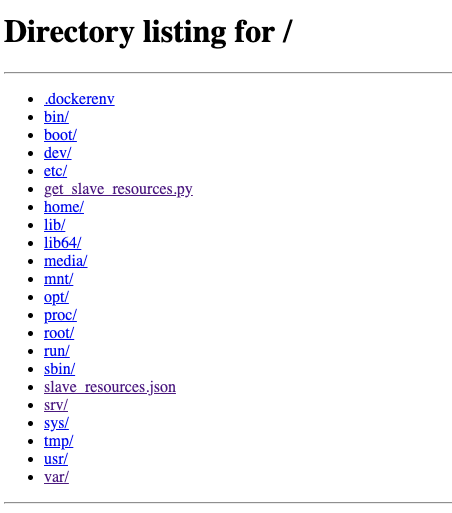 Directory listing for /
.dockerenv
bin/
boot/
dev/
etc/
get_slave_resources.py
home/
lib/
lib64/
media/
mnt/
opt/
proc/
root/
run/
sbin/
slave_resources.json
srv/
sys/
tmp/
usr/
var/